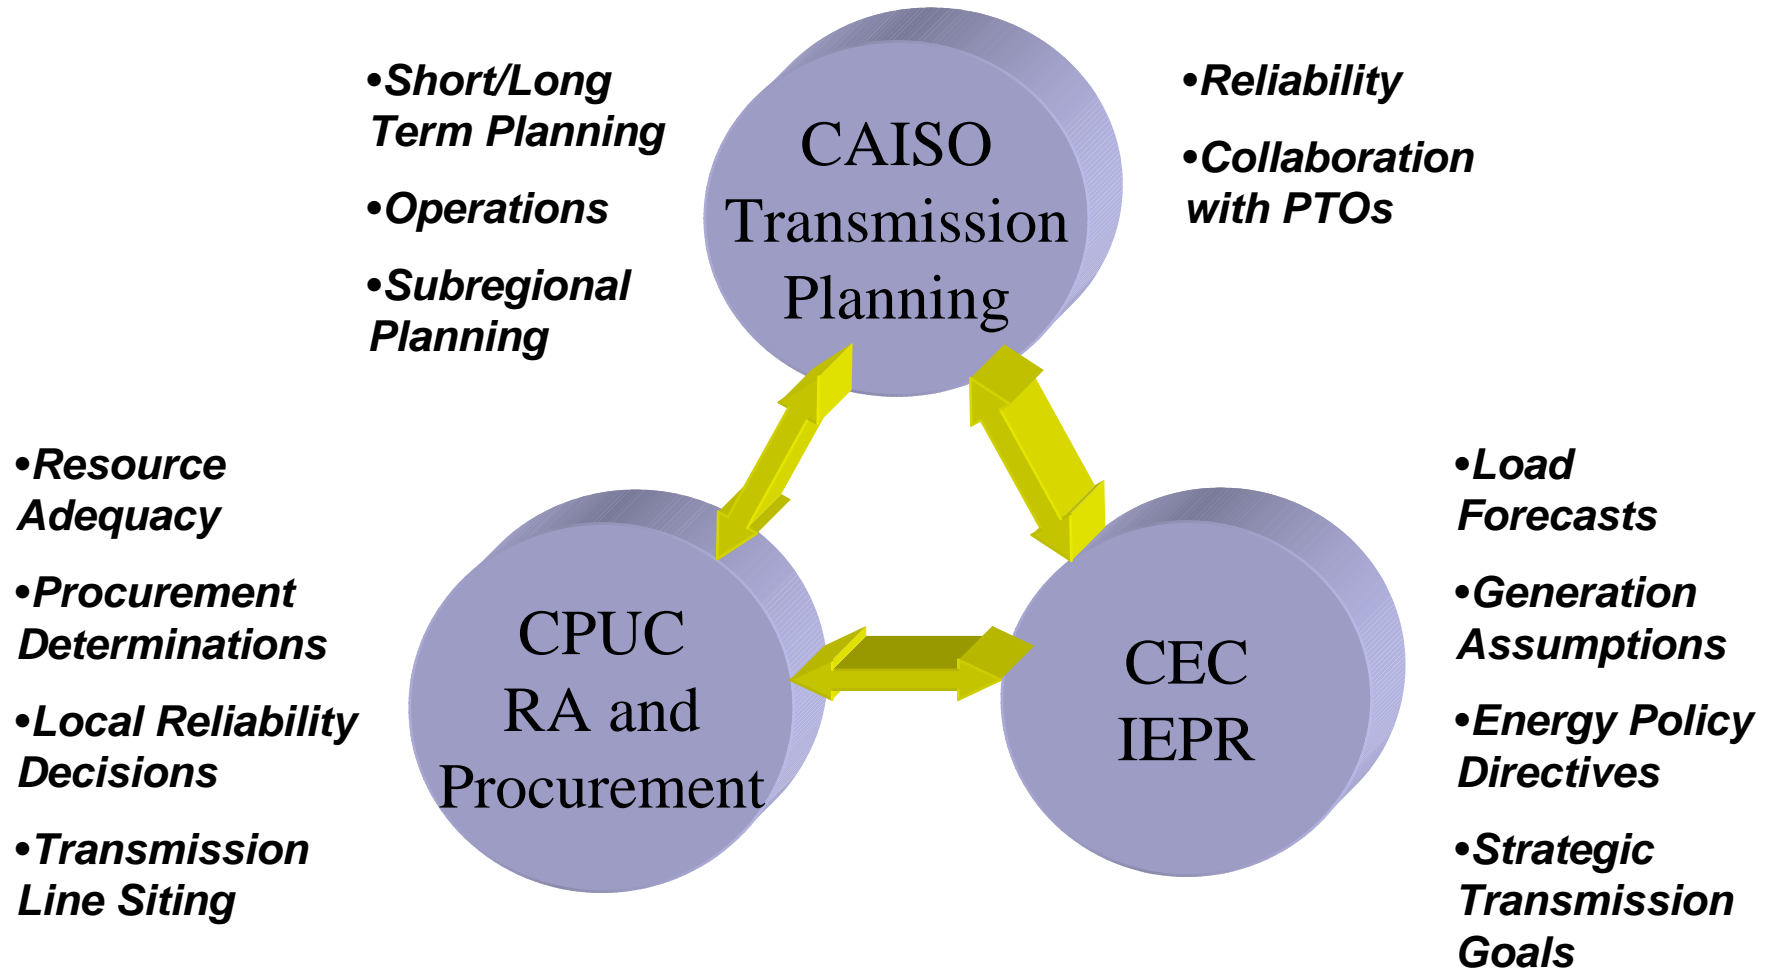 •Short/Long
Term Planning
•Operations
•Subregional
Planning
CAISO
Transmission
Planning
•Reliability
•Collaboration
with PTOs
•Resource
Adequacy
•Procurement
Determinations
•Local Reliability
Decisions
•Transmission
Line Siting
CPUC
RA and
Procurement
CEC
IEPR
•Load
Forecasts
•Generation
Assumptions
•Energy Policy
Directives
•Strategic
Transmission
Goals